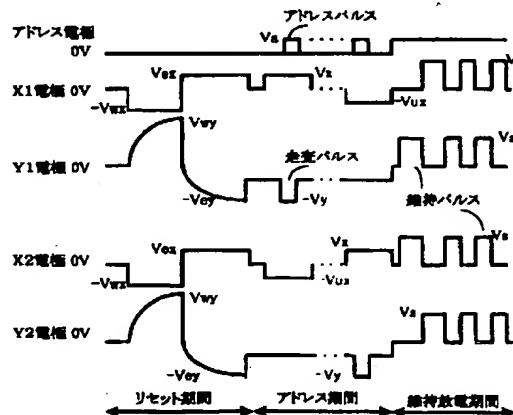 アドレスパルス
アドレス電極
0V
Va
X1電極 0V
Vex
Vx
-Vwx
-Vux
Vwy
Y1電極 0V
走査パルス
-Vey
-Vy
維持パルス
X2電極 0V
Vex
Vx
Vs
-Vwx
-Vux
Vwy
Y2電極 0V
Vs
-Vey
-Vy
リセット期間
アドレス期間
維持放電期間